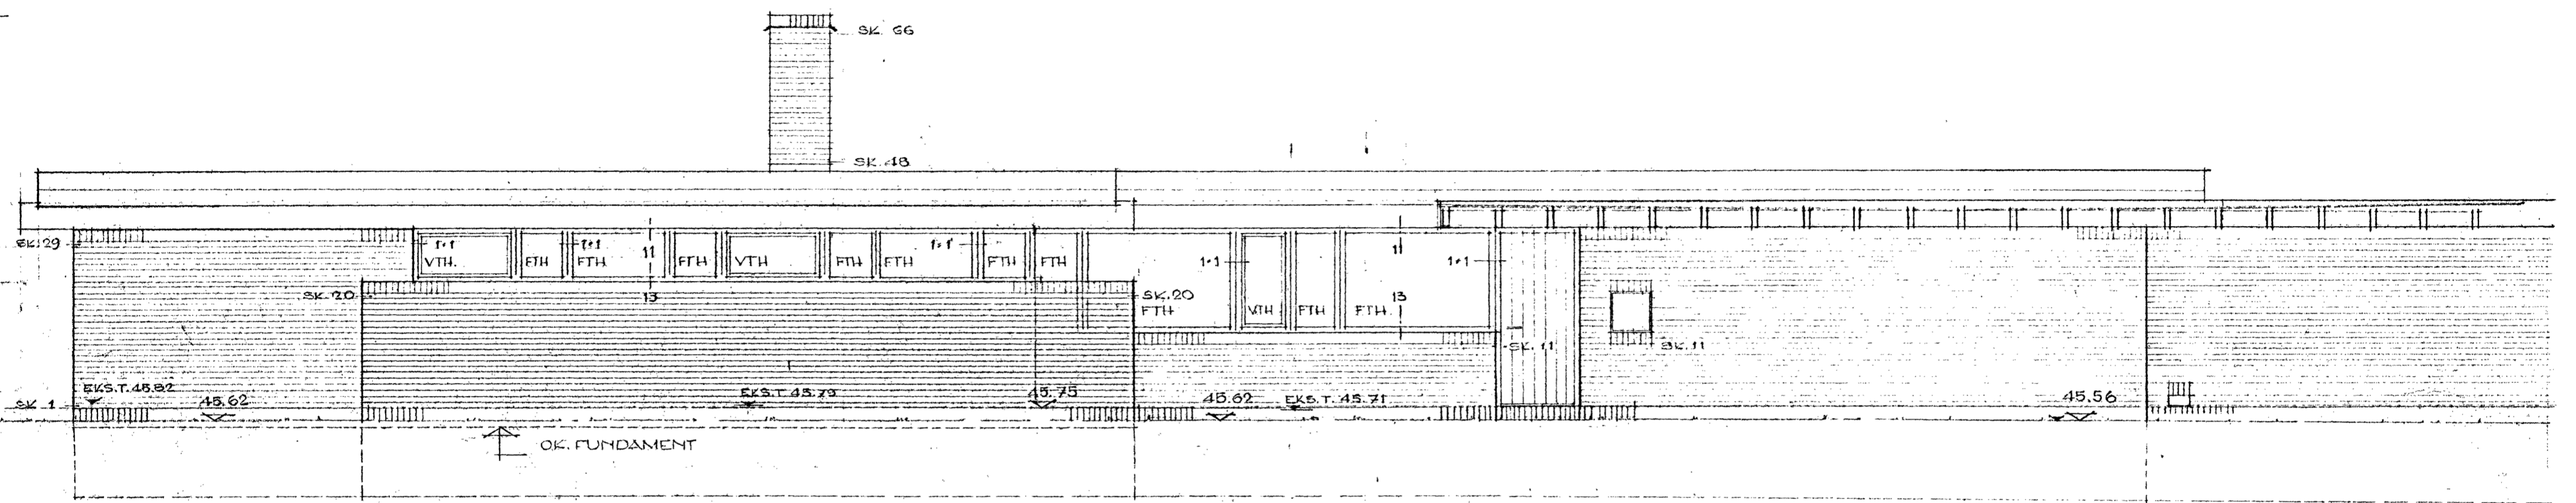 SK. 66
SK. 48
SK. 29
1:1
1:1
11
1:1
11
VTH.
FTH
FTH
FTH
VTH
FTH
FTH
FTH
FTH
1:1
1:1
SK. 20
13
SK. 20
13
FTH
VTH
FTH
FTH.
SK. 11
SK. 11
EKS.T. 45.82
EKS.T. 45.79
45.75
SK. 1
45.62
45.62
EKS.T. 45.71
45.56
OK. FUNDAMENT